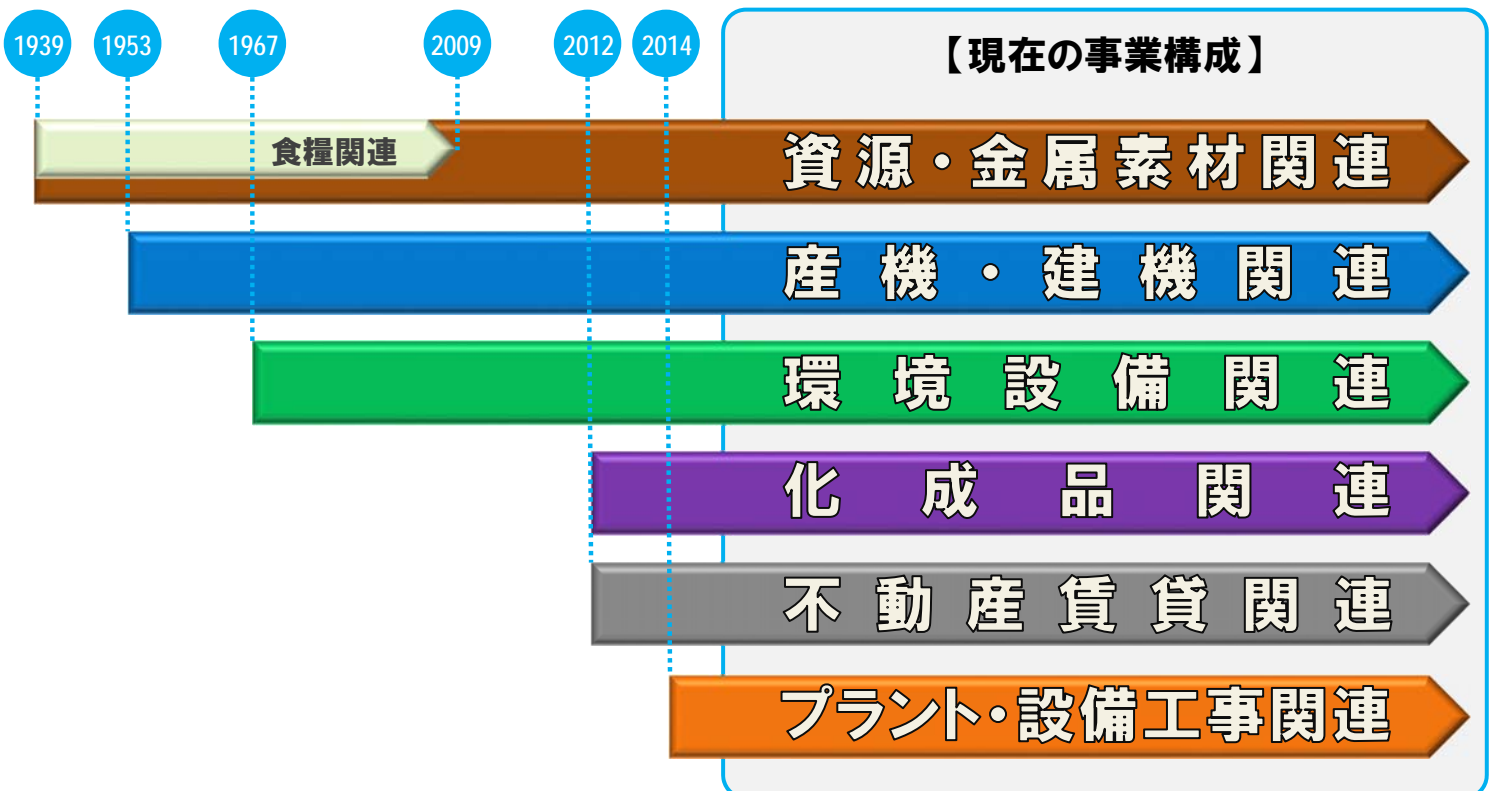 1939 1953 1967 2009 2012 2014
【現在の事業構成】
食糧関連
資源・金属素材関連
産機・建機関連
環境設備関連
化成品関連
不動産賃貸関連
プラント・設備工事関連